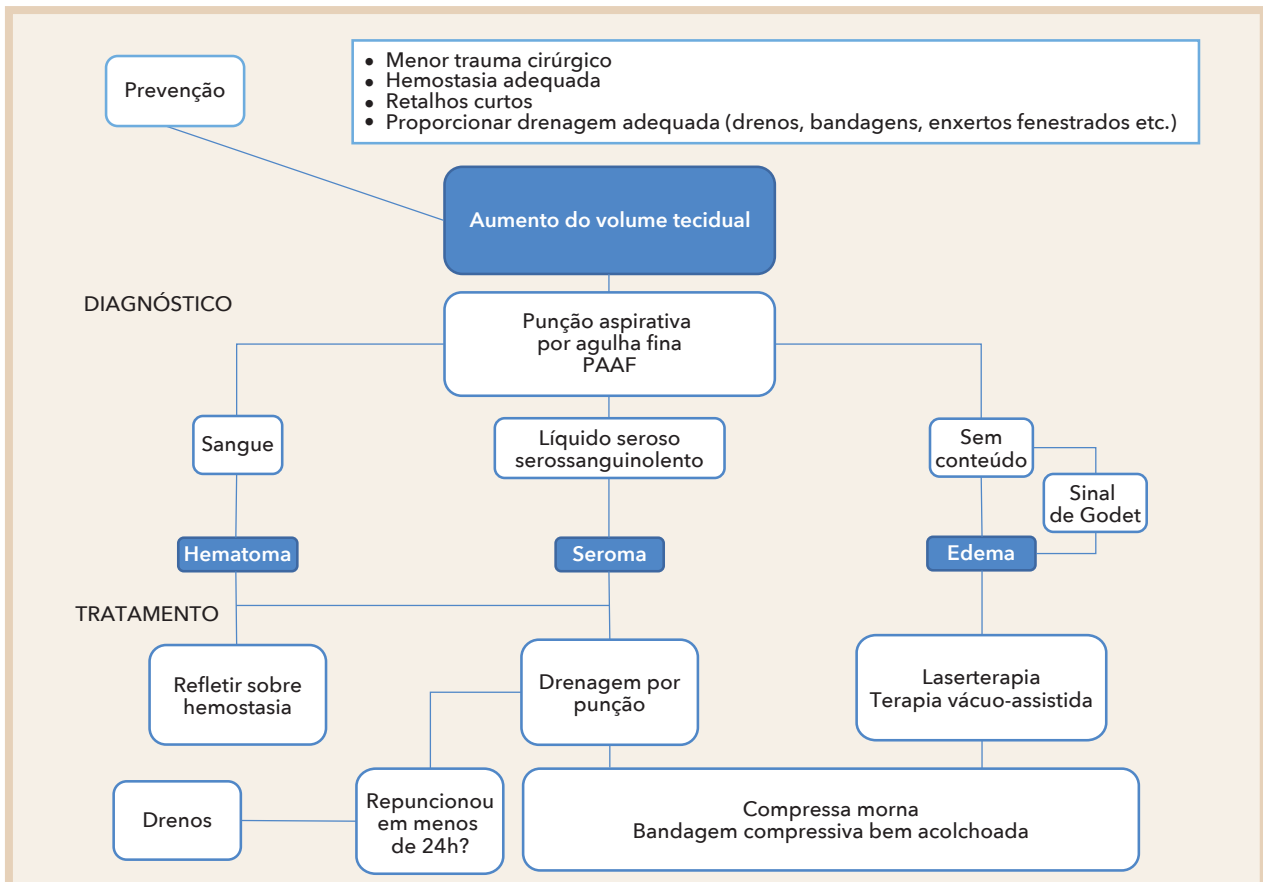 Prevenção
• Menor trauma cirúrgico
• Hemostasia adequada
• Retalhos curtos
• Proporcionar drenagem adequada (drenos, bandagens, enxertos fenestrados etc.)
Aumento do volume tecidual
DIAGNÓSTICO
Punção aspirativa
por agulha fina
PAAF
Sangue
Líquido seroso
serossanguinolento
Sem
conteúdo
Sinal
de Godet
Hematoma
Seroma
Edema
TRATAMENTO
Refletir sobre
hemostasia
Drenagem por
punção
Laserterapia
Terapia vácuo-assistida
Drenos
Repuncionou
em menos
de 24h?
Compressa morna
Bandagem compressiva bem acolchoada